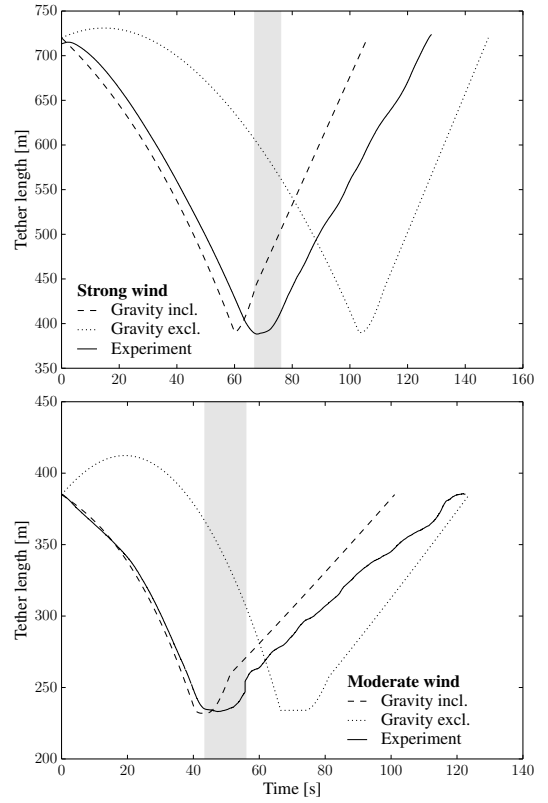 750
700
650
600
550
500
450
400
350
Tether length [m]
Strong wind
Gravity incl.
Gravity excl.
Experiment
0 20 40 60 80 100 120 140 160
450
400
350
300
250
200
Tether length [m]
Moderate wind
Gravity incl.
Gravity excl.
Experiment
0 20 40 60 80 100 120 140
Time [s]